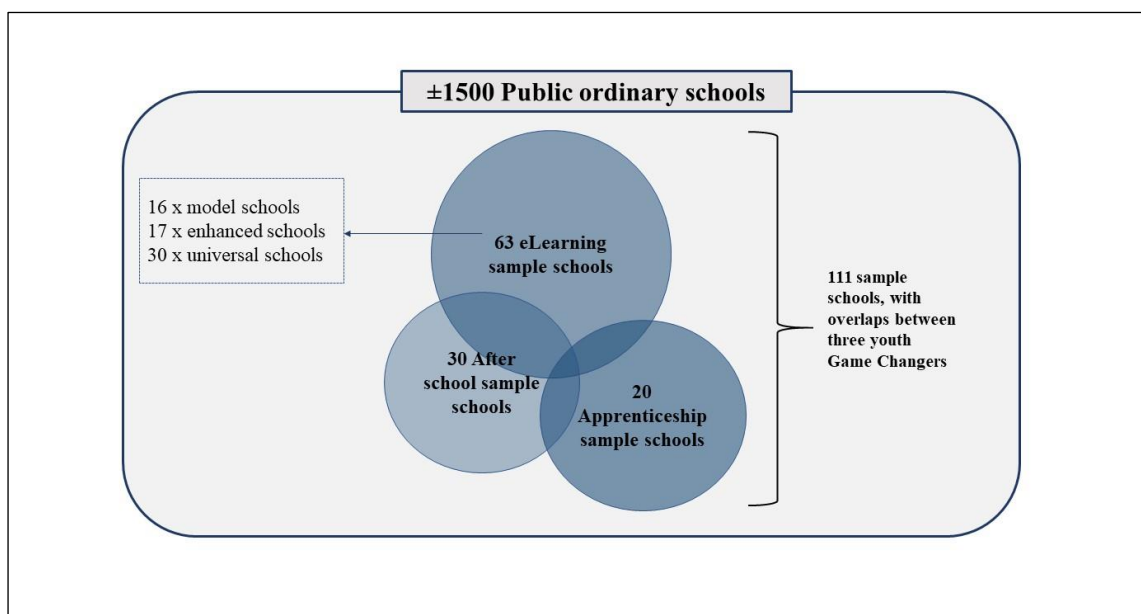 ±1500 Public ordinary schools
16 x model schools
17 x enhanced schools
30 x universal schools
63 eLearning
sample schools
30 After
school sample
schools
20
Apprenticeship
sample schools
111 sample
schools, with
overlaps between
three youth
Game Changers